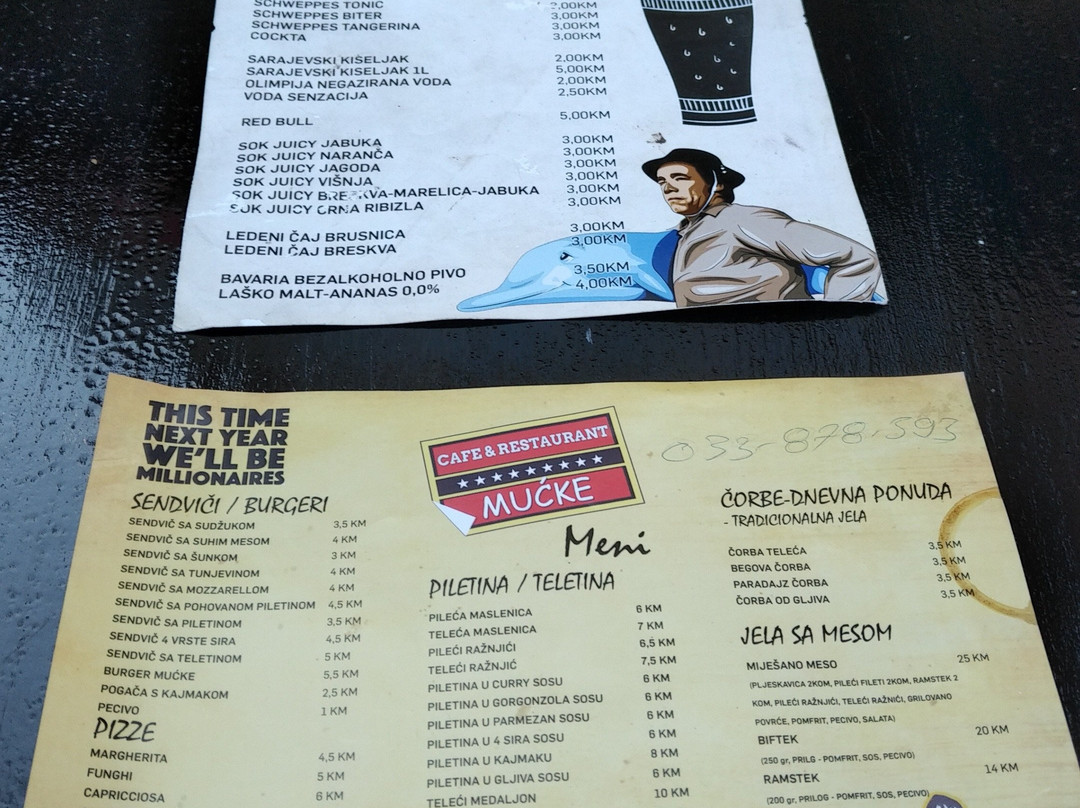 SCHWEPPES TONIC 3,00KM
SCHWEPPES BITER 3,00KM
SCHWEPPES TANGERINA 3,00KM
COCKTA 3,00KM
SARAJEVSKI KIŠELJAK 2,00KM
SARAJEVSKI KISELJAK 1L 5,00KM
OLIMPIJA NEGAZIRANA VODA 2,00KM
VODA SENZACIJA 2,50KM
RED BULL 5,00KM
SOK JUICY JABUKA 3,00KM
SOK JUICY NARANČA 3,00KM
SOK JUICY JAGODA 3,00KM
SOK JUICY VIŠNJA 3,00KM
SOK JUICY BRESKVA-MARELICA-JABUKA 3,00KM
SOK JUICY CRNA RIBIZLA 3,00KM
LEDENI ČAJ BRUSNICA 3,00KM
LEDENI ČAJ BRESKVA 3,00KM
BAVARIA BEZALKOHOLNO PIVO 3,50KM
LAŠKO MALT-ANANAS 0,0% 4,00KM
THIS TIME
NEXT YEAR
WE'LL BE
MILLIONAIRES
CAFE & RESTAURANT
MUĆKE
Meni
033-878-593
SENDVIČI / BURGERI
SENDVIČ SA SUDŽUKOM 3,5 KM
SENDVIČ SA SUHIM MESOM 4 KM
SENDVIČ SA ŠUNKOM 3 KM
SENDVIČ SA TUNJEVINOM 4 KM
SENDVIČ SA MOZZARELLOM 4 KM
SENDVIČ SA POHOVANOM PILETINOM 4,5 KM
SENDVIČ SA PILETINOM 3,5 KM
SENDVIČ 4 VRSTE SIRA 4,5 KM
SENDVIČ SA TELETINOM 5 KM
BURGER MUĆKE 5,5 KM
POGAČA S KAJMAKOM 2,5 KM
PECIVO 1 KM
PIZZE
MARGHERITA 4,5 KM
FUNGHI 5 KM
CAPRICCIOSA 6 KM
PILETINA / TELETINA
PILEĆA MASLENICA 6 KM
TELEĆA MASLENICA 7 KM
PILEĆI RAŽNJIĆI 6,5 KM
TELEĆI RAŽNJIĆ 7,5 KM
PILETINA U CURRY SOSU 6 KM
PILETINA U GORGONZOLA SOSU 6 KM
PILETINA U PARMEZAN SOSU 6 KM
PILETINA U 4 SIRA SOSU 6 KM
PILETINA U KAJMAKU 8 KM
PILETINA U GLJIVA SOSU 6 KM
TELEĆI MEDALJON 10 KM
ČORBE-DNEVNA PONUDA
- TRADICIONALNA JELA
ČORBA TELEĆA 3,5 KM
BEGOVA ČORBA 3,5 KM
PARADAJZ ČORBA 3,5 KM
ČORBA OD GLJIVA 3,5 KM
JELA SA MESOM
MIJEŠANO MESO 25 KM
(PLJESKAVICA 2KOM, PILEĆI FILETI 2KOM, RAMSTEK 2
KOM, PILEĆI RAŽNJIĆI, TELEĆI RAŽNIĆI, GRILOVANO
POVRĆE, POMFRIT, PECIVO, SALATA)
BIFTEK 20 KM
(250 gr, PRILG - POMFRIT, SOS, PECIVO)
RAMSTEK 14 KM
(200 gr, PRILOG - POMFRIT, SOS, PECIVO)